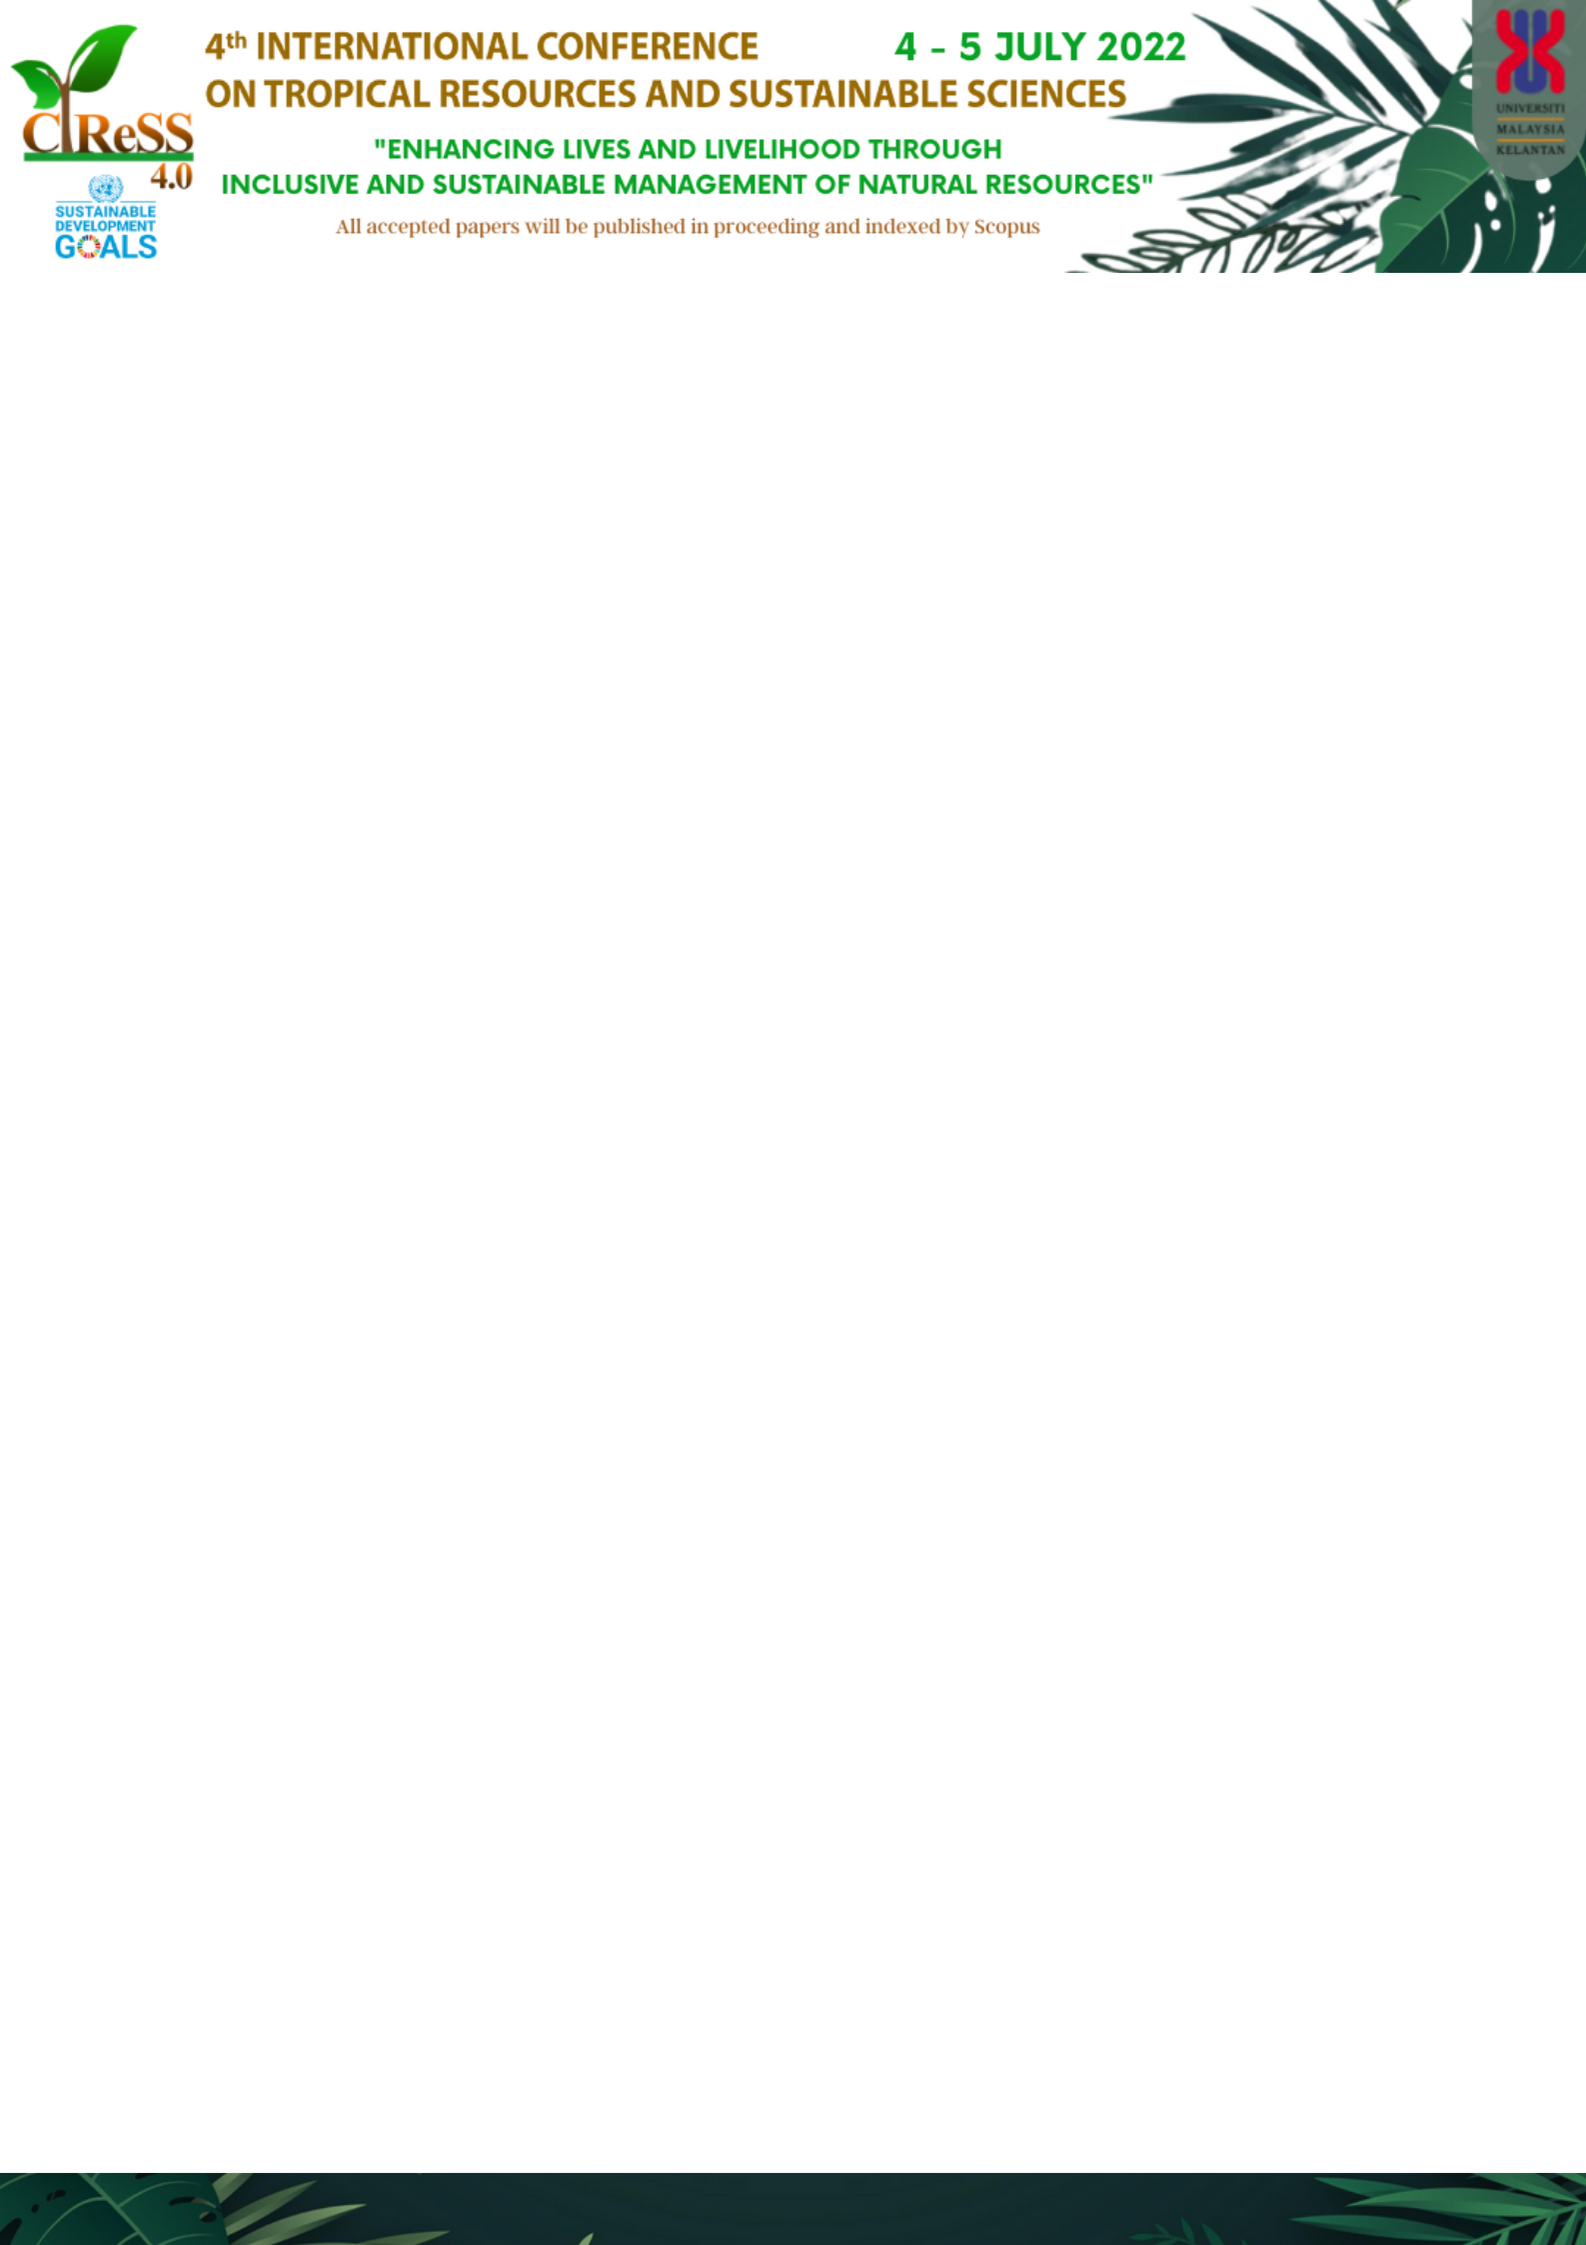 4th INTERNATIONAL CONFERENCE 4 - 5 JULY 2022
ON TROPICAL RESOURCES AND SUSTAINABLE SCIENCES
"ENHANCING LIVES AND LIVELIHOOD THROUGH
INCLUSIVE AND SUSTAINABLE MANAGEMENT OF NATURAL RESOURCES"
All accepted papers will be published in proceeding and indexed by Scopus
CTReSS
4.0
SUSTAINABLE
DEVELOPMENT
GOALS
UNIVERSITI
MALAYSIA
KELANTAN